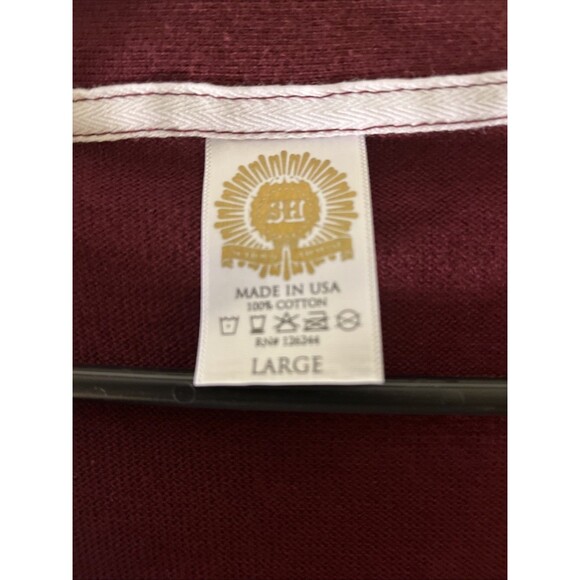 SH
MADE IN USA
100% COTTON
RN# 126244
LARGE